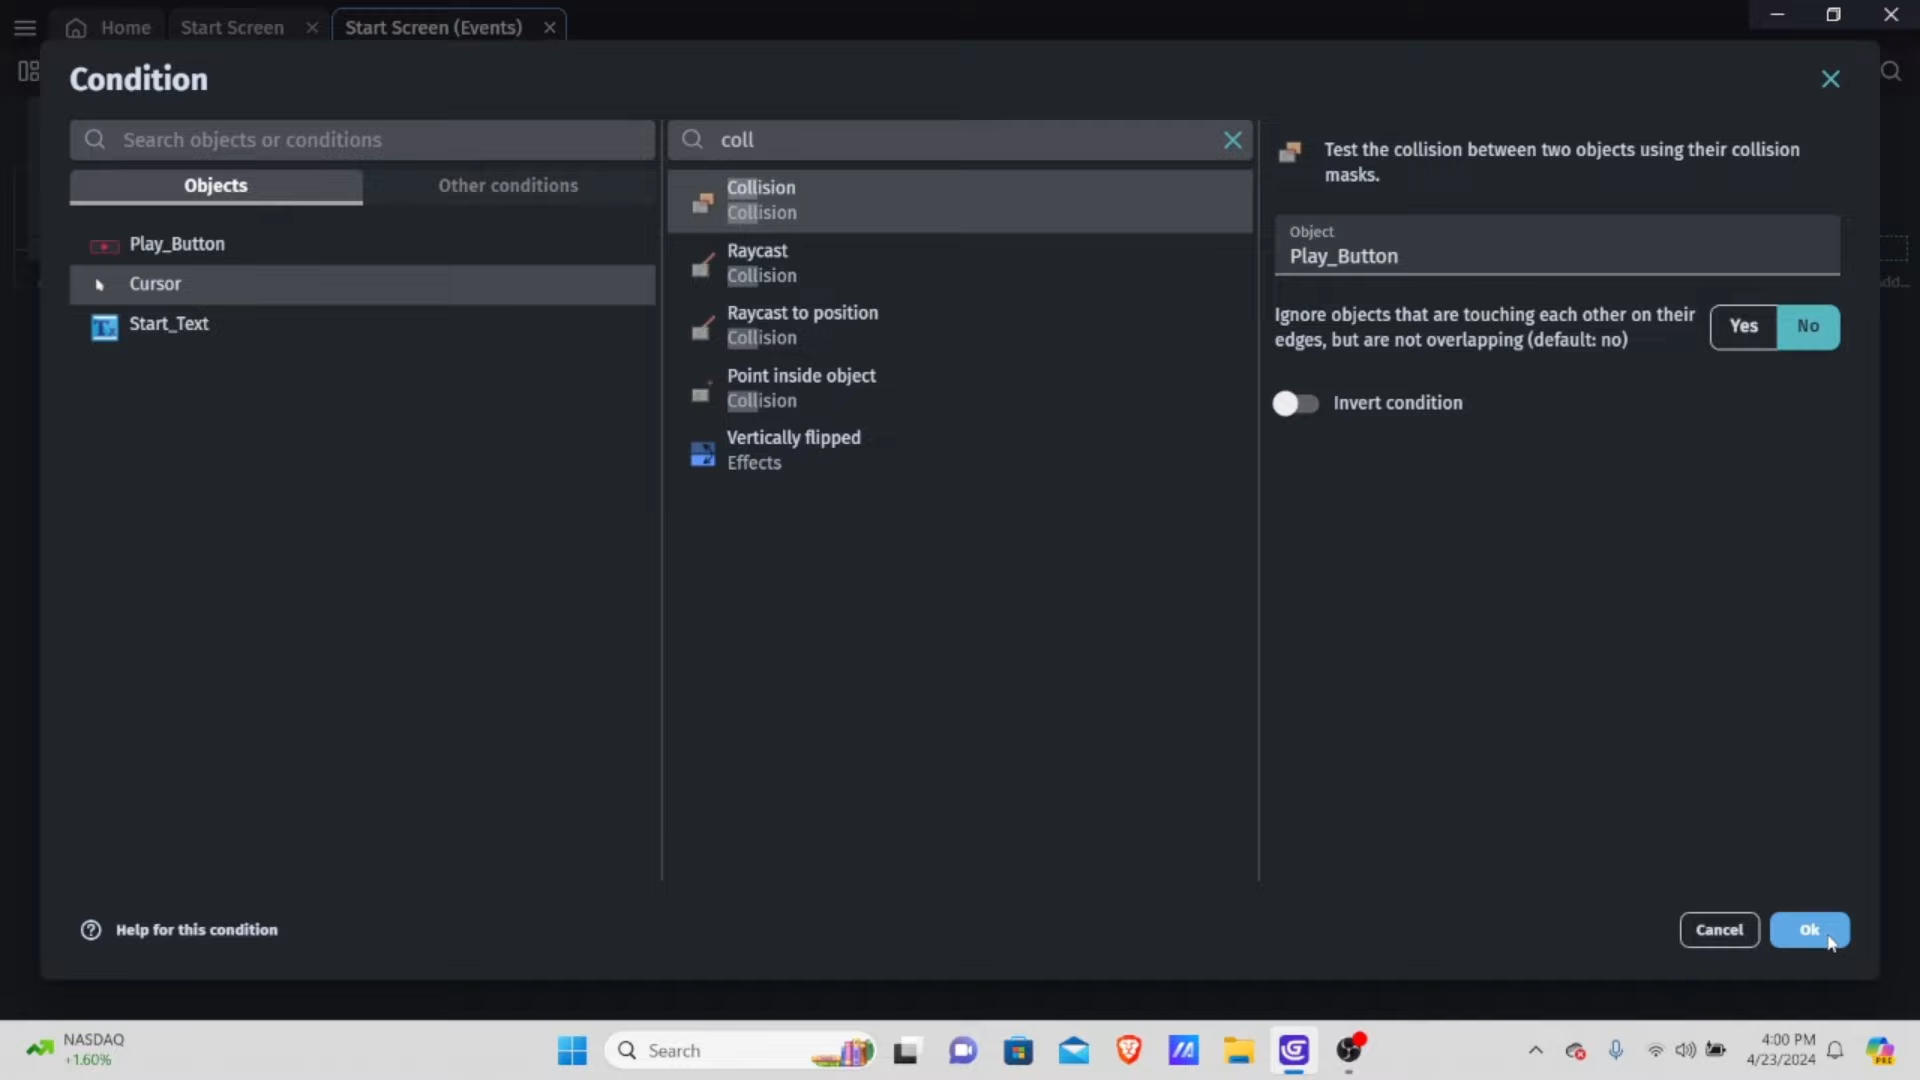 Home
Start Screen
Start Screen (Events)
Condition
Search objects or conditions
Objects
Other conditions
Play_Button
Cursor
Start_Text
coll
Collision
Collision
Raycast
Collision
Raycast to position
Collision
Point inside object
Collision
Vertically flipped
Effects
Test the collision between two objects using their collision
masks.
Object
Play_Button
Ignore objects that are touching each other on their
edges, but are not overlapping (default: no)
Yes
No
Invert condition
Help for this condition
Cancel
Ok
NASDAQ
+1.60%
Search
4:00 PM
4/23/2024
PRE